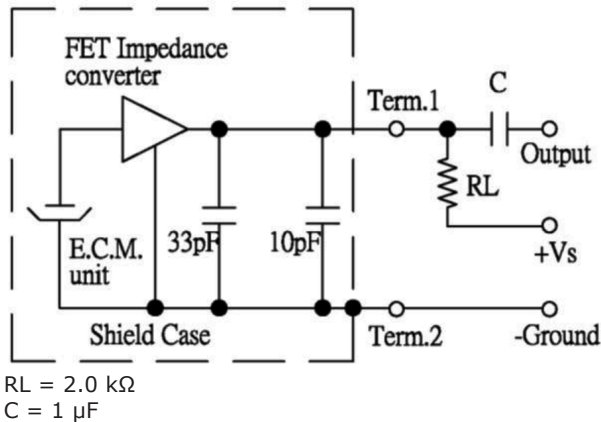 FET Impedance
converter
Term.1
C
Output
RL
+Vs
E.C.M.
unit
33pF
10pF
Shield Case
Term.2
-Ground
RL = 2.0 kΩ
C = 1 μF